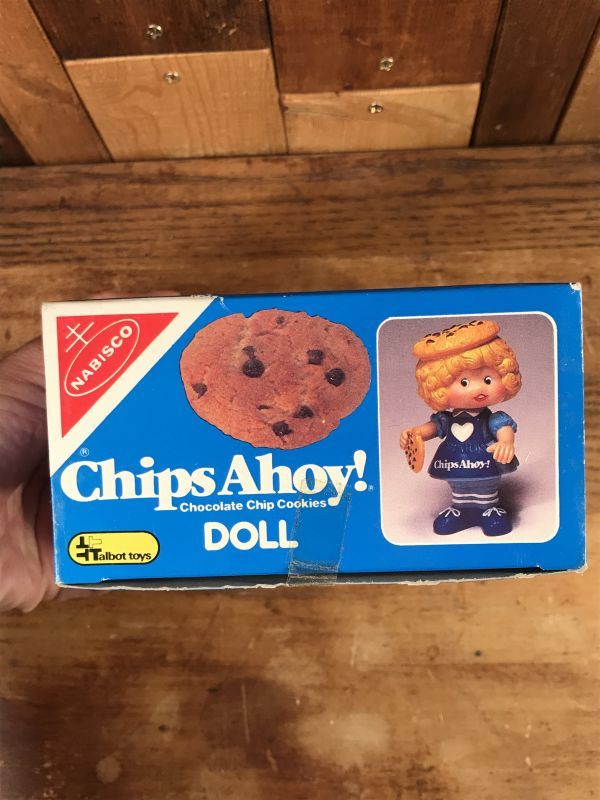 NABISCO
®
Chips Ahoy!®
Chocolate Chip Cookies
DOLL
Talbot toys
Chips Ahoy!